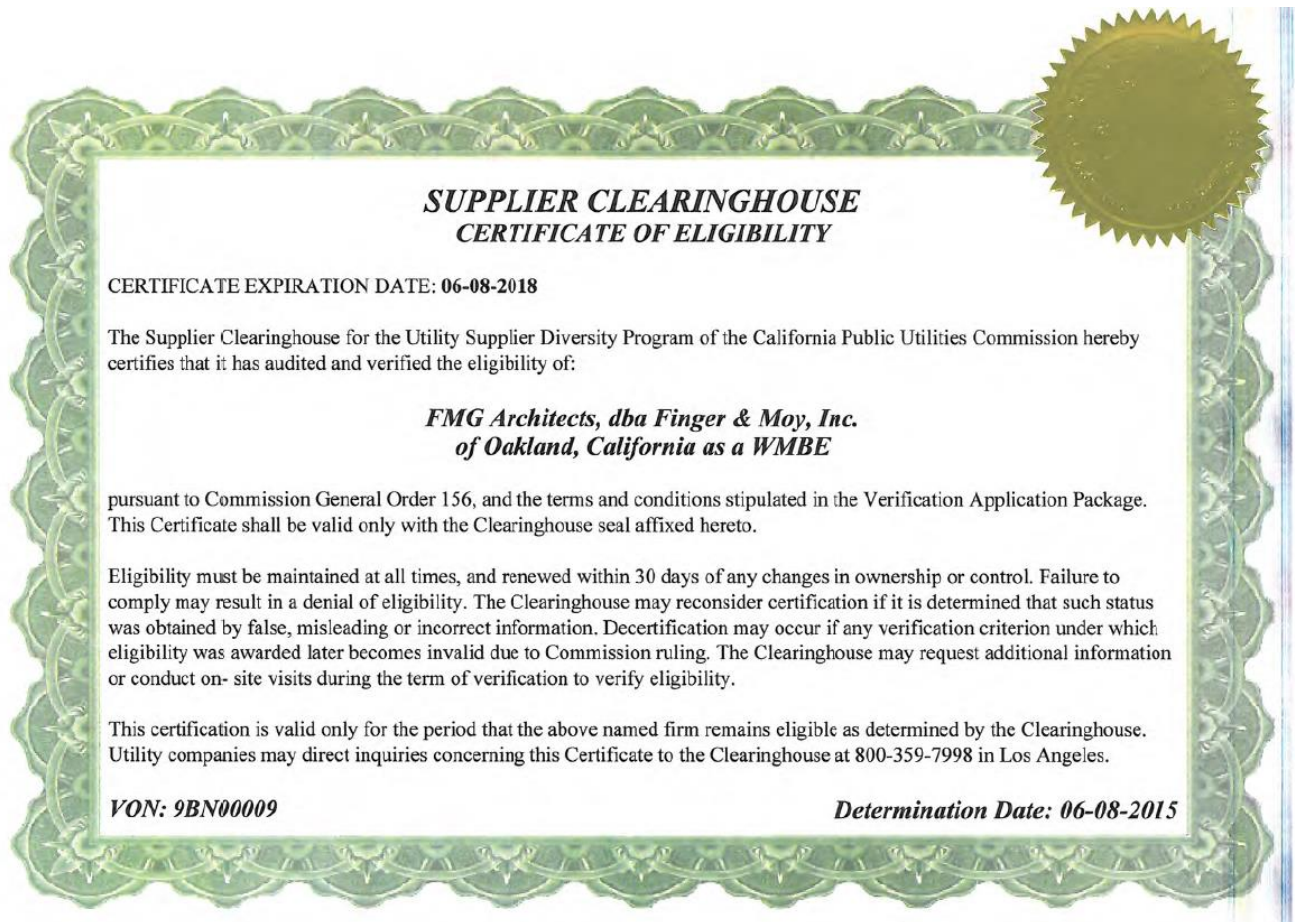 SUPPLIER CLEARINGHOUSE
CERTIFICATE OF ELIGIBILITY
CERTIFICATE EXPIRATION DATE: 06-08-2018
The Supplier Clearinghouse for the Utility Supplier Diversity Program of the California Public Utilities Commission hereby
certifies that it has audited and verified the eligibility of:
FMG Architects, dba Finger & Moy, Inc.
of Oakland, California as a WMBE
pursuant to Commission General Order 156, and the terms and conditions stipulated in the Verification Application Package.
This Certificate shall be valid only with the Clearinghouse seal affixed hereto.
Eligibility must be maintained at all times, and renewed within 30 days of any changes in ownership or control. Failure to
comply may result in a denial of eligibility. The Clearinghouse may reconsider certification if it is determined that such status
was obtained by false, misleading or incorrect information. Decertification may occur if any verification criterion under which
eligibility was awarded later becomes invalid due to Commission ruling. The Clearinghouse may request additional information
or conduct on- site visits during the term of verification to verify eligibility.
This certification is valid only for the period that the above named firm remains eligible as determined by the Clearinghouse.
Utility companies may direct inquiries concerning this Certificate to the Clearinghouse at 800-359-7998 in Los Angeles.
VON: 9BN00009
Determination Date: 06-08-2015